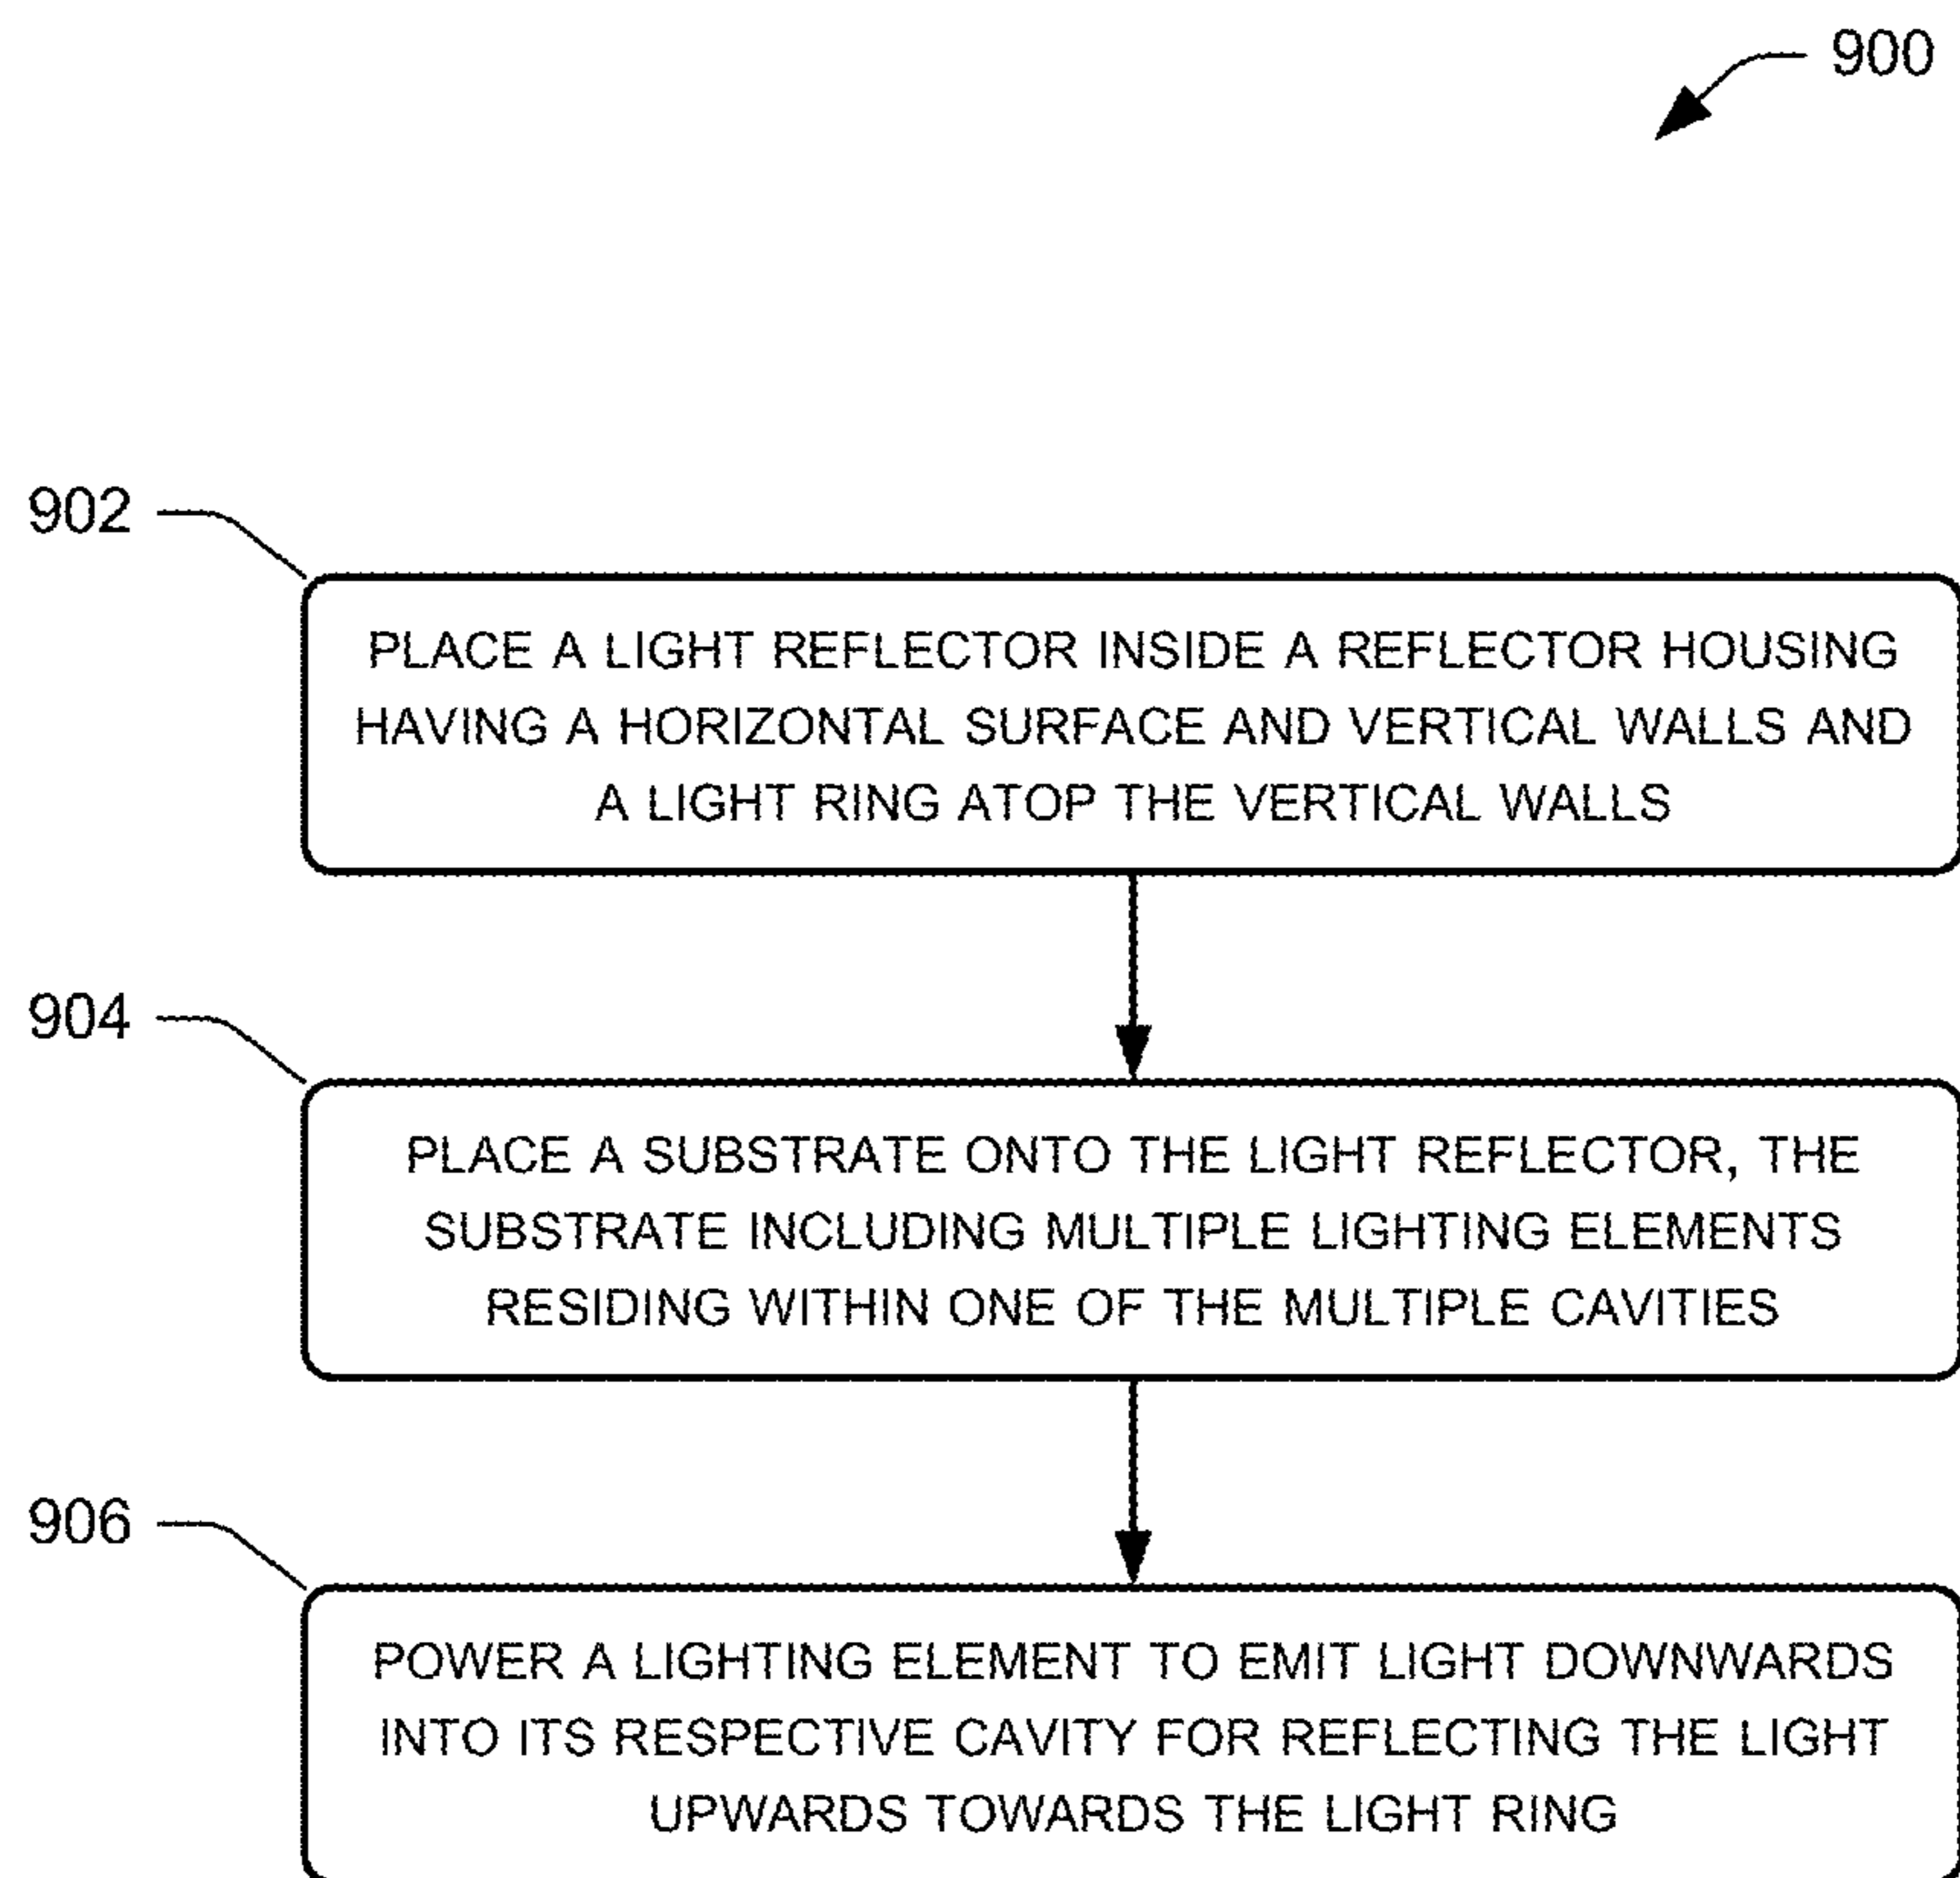 900
902
PLACE A LIGHT REFLECTOR INSIDE A REFLECTOR HOUSING
HAVING A HORIZONTAL SURFACE AND VERTICAL WALLS AND
A LIGHT RING ATOP THE VERTICAL WALLS
904
PLACE A SUBSTRATE ONTO THE LIGHT REFLECTOR, THE
SUBSTRATE INCLUDING MULTIPLE LIGHTING ELEMENTS
RESIDING WITHIN ONE OF THE MULTIPLE CAVITIES
906
POWER A LIGHTING ELEMENT TO EMIT LIGHT DOWNWARDS
INTO ITS RESPECTIVE CAVITY FOR REFLECTING THE LIGHT
UPWARDS TOWARDS THE LIGHT RING